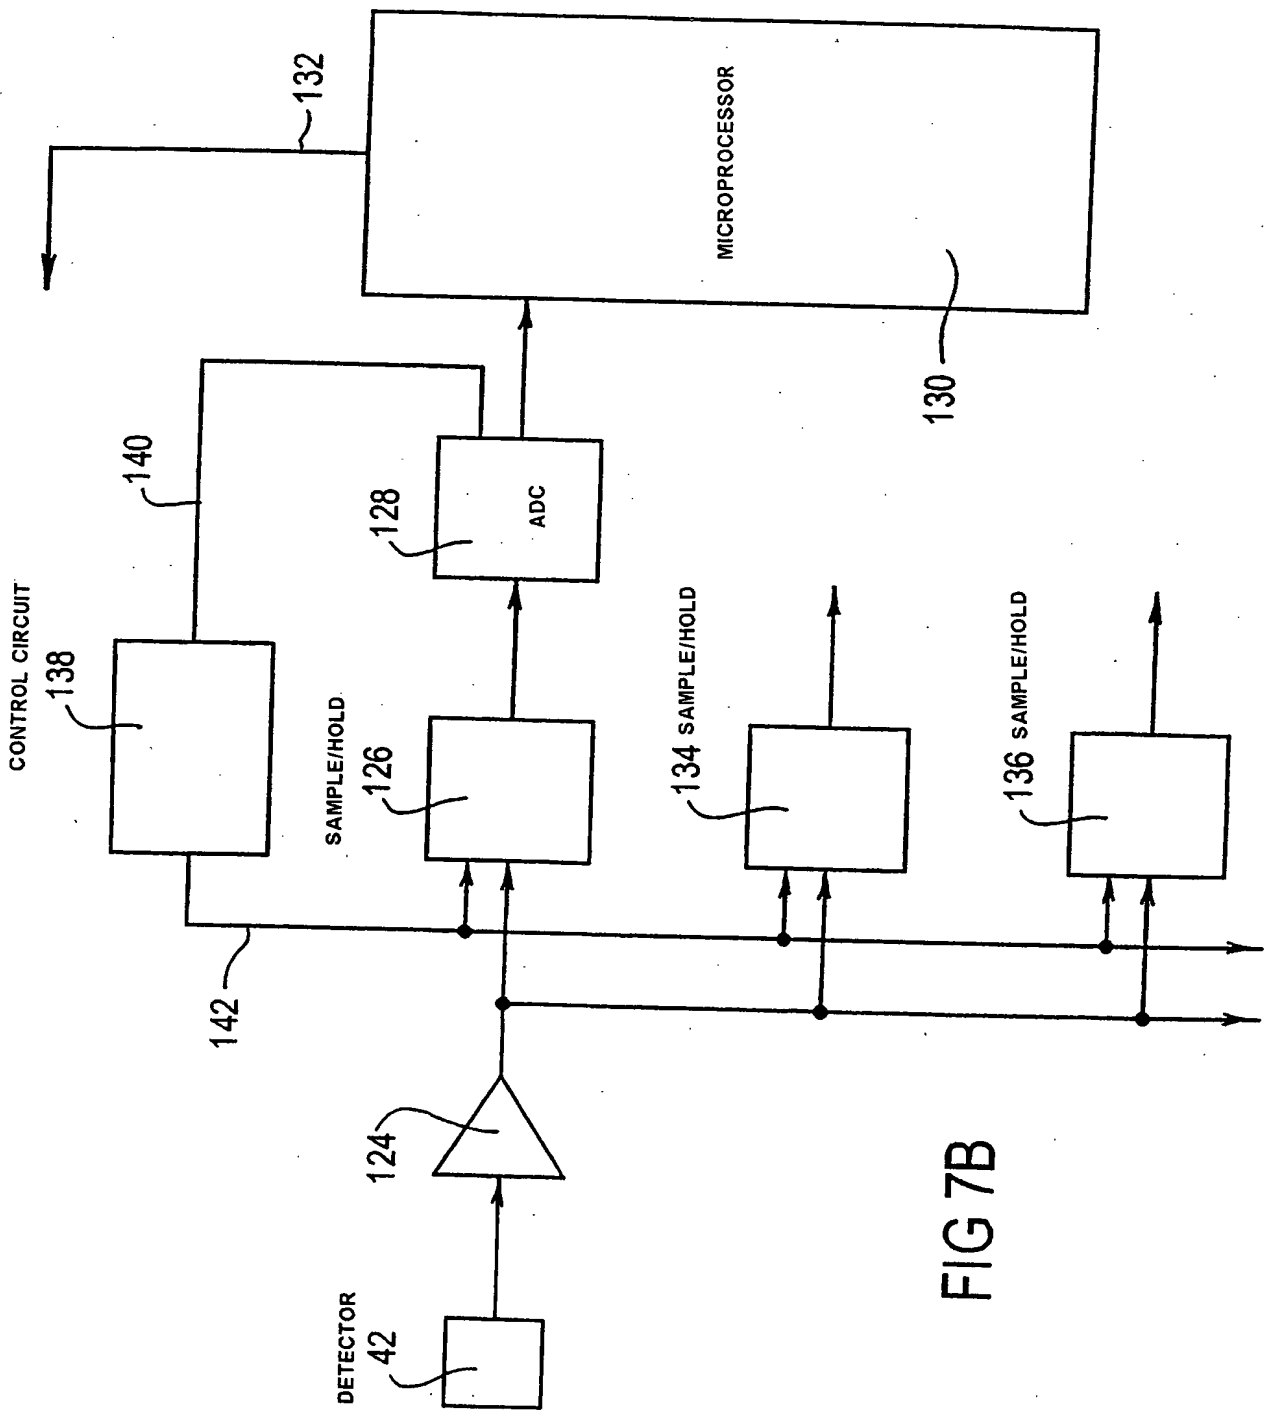 CONTROL CIRCUIT
138
140
132
SAMPLE/HOLD
126
128
ADC
MICROPROCESSOR
130
142
134 SAMPLE/HOLD
136 SAMPLE/HOLD
124
DETECTOR
42
FIG 7B